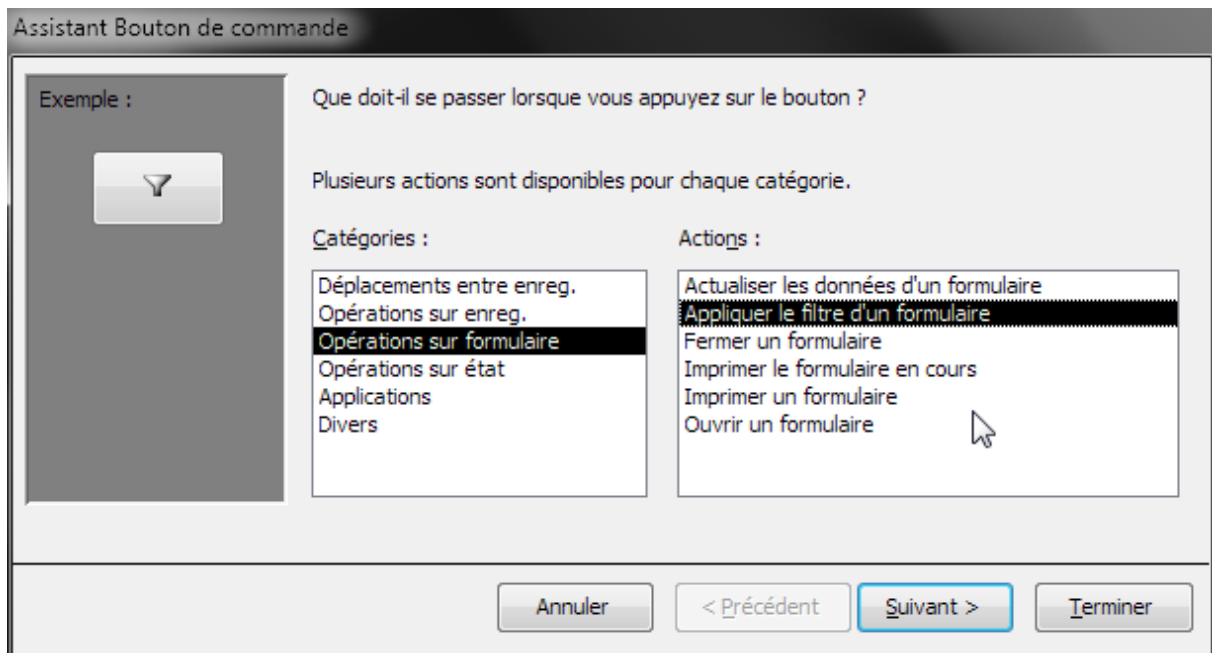 Assistant Bouton de commande
Exemple :
Que doit-il se passer lorsque vous appuyez sur le bouton ?
Plusieurs actions sont disponibles pour chaque catégorie.
Catégories :
Déplacements entre enreg.
Opérations sur enreg.
Opérations sur formulaire
Opérations sur état
Applications
Divers
Actions :
Actualiser les données d'un formulaire
Appliquer le filtre d'un formulaire
Fermer un formulaire
Imprimer le formulaire en cours
Imprimer un formulaire
Ouvrir un formulaire
Annuler
< Précédent
Suivant >
Terminer